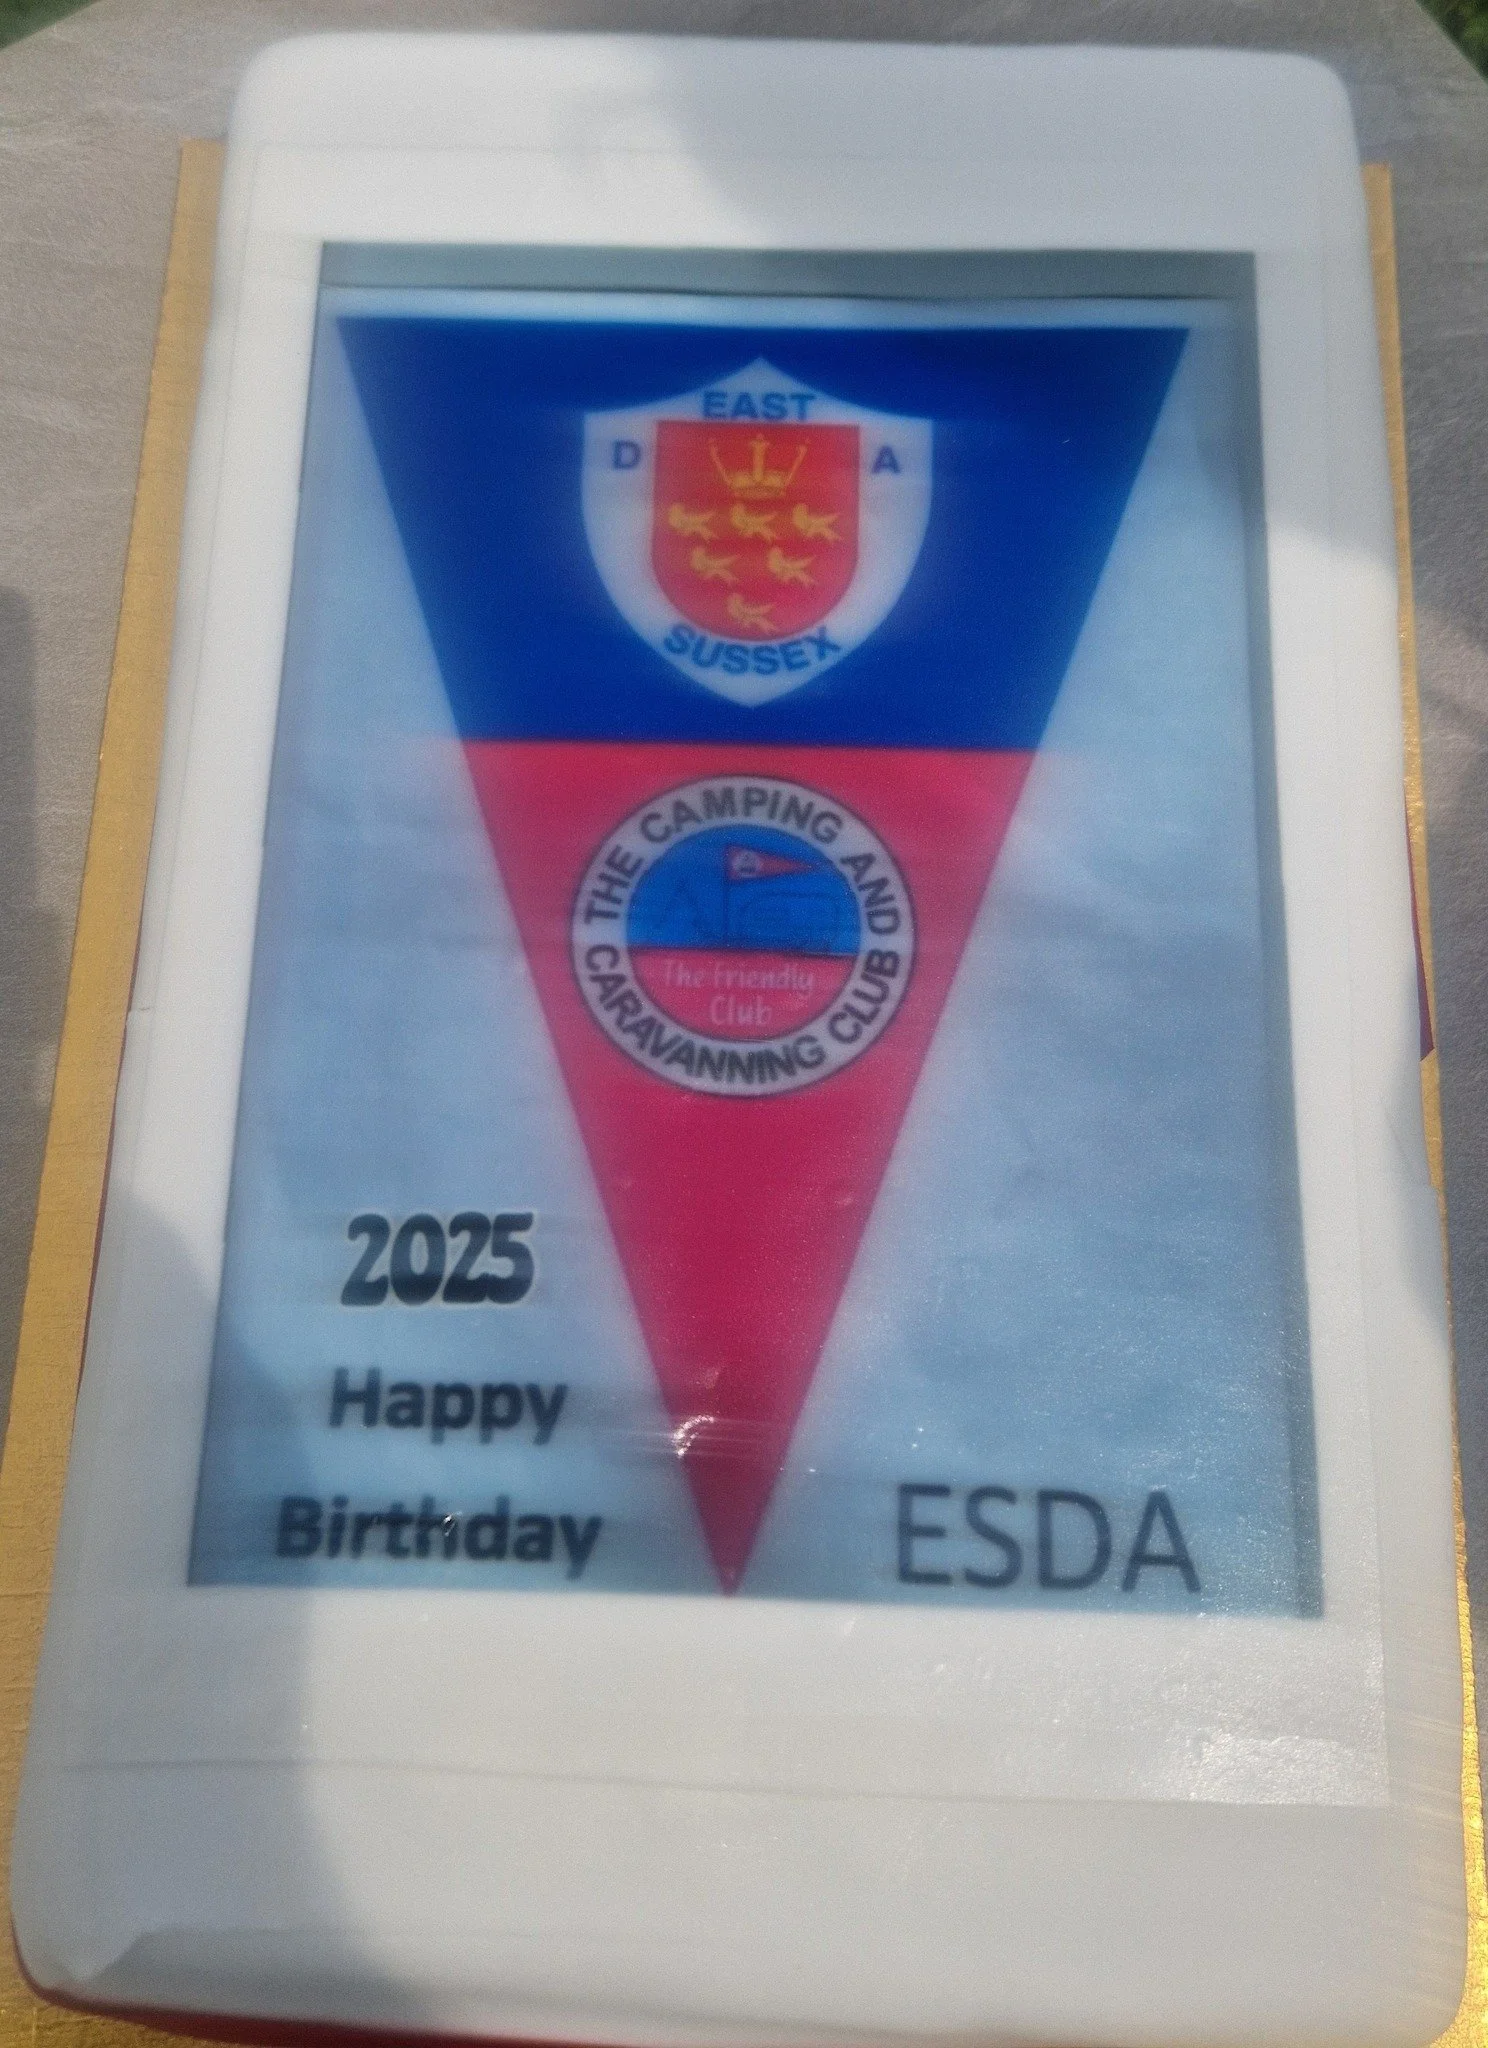 EAST
D A
SUSSEX
THE CAMPING AND
CARAVANNING CLUB
The Friendly
Club
2025
Happy
Birthday
ESDA